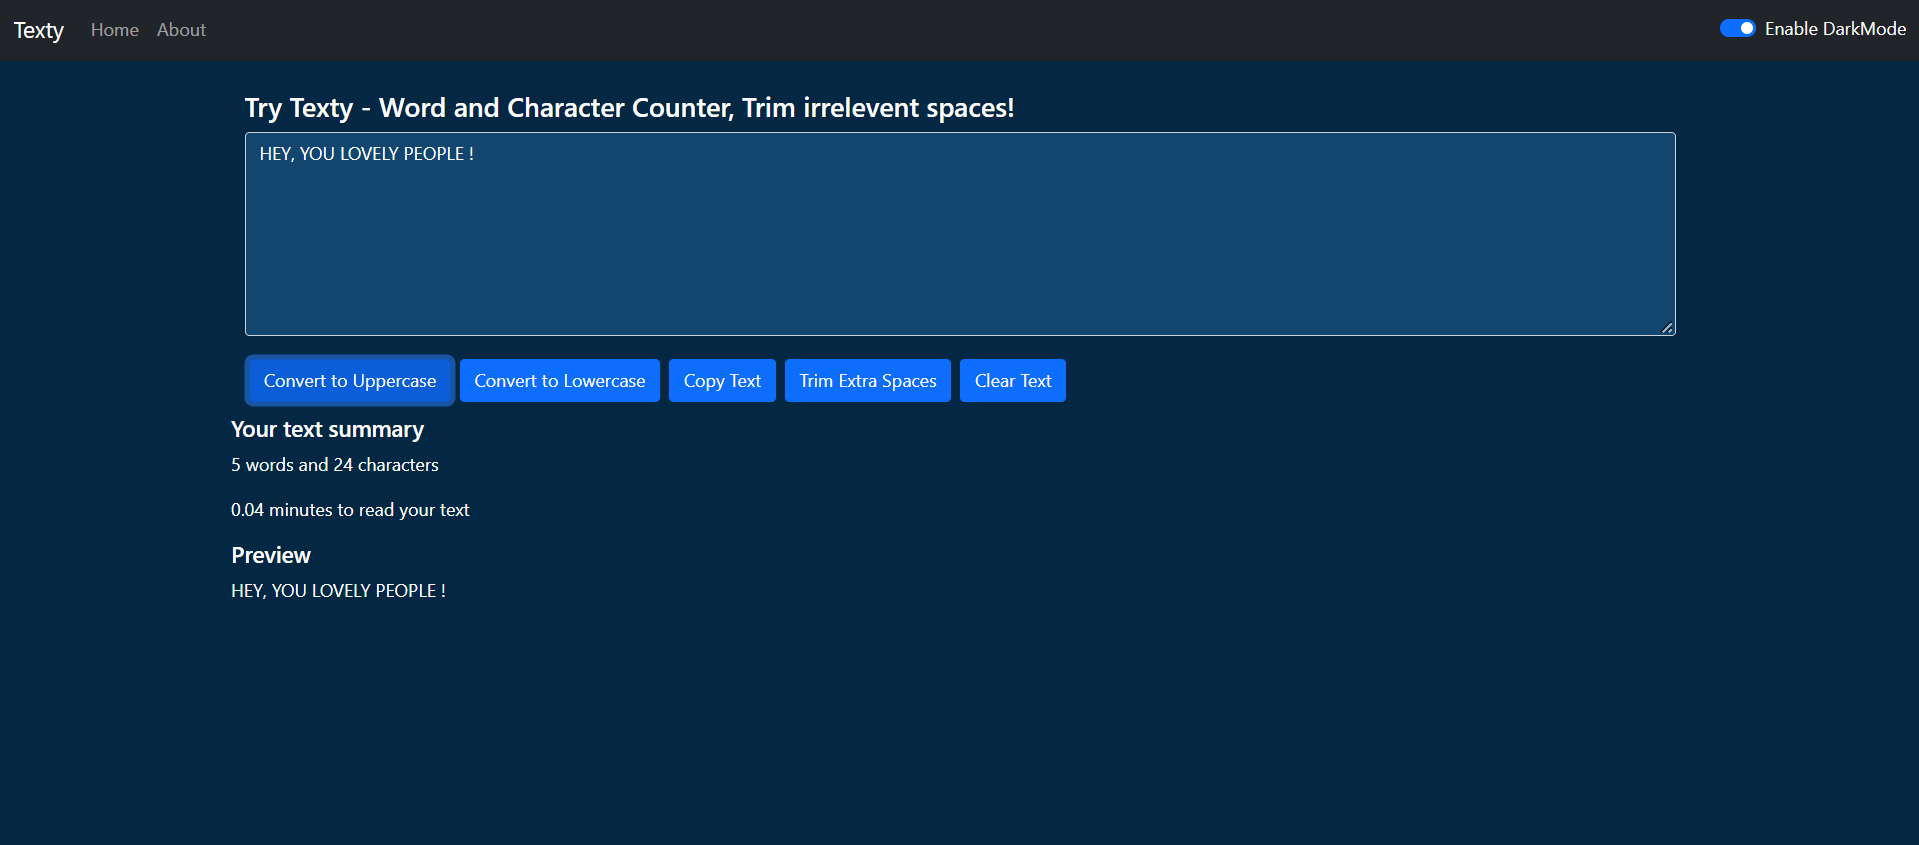 Texty Home About Enable DarkMode
Try Texty - Word and Character Counter, Trim irrelevent spaces!
HEY, YOU LOVELY PEOPLE !
Convert to Uppercase Convert to Lowercase Copy Text Trim Extra Spaces Clear Text
Your text summary
5 words and 24 characters
0.04 minutes to read your text
Preview
HEY, YOU LOVELY PEOPLE !